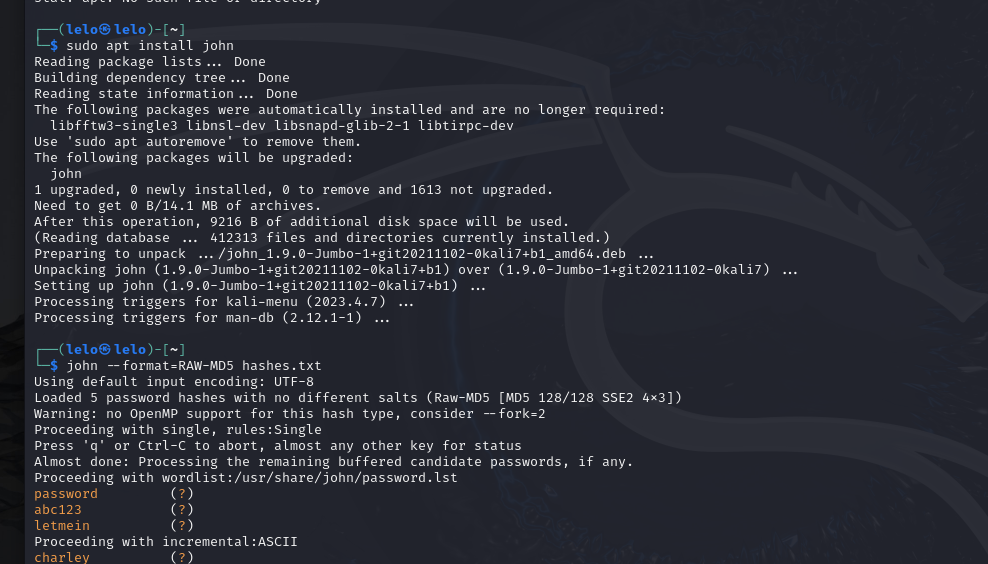 ┌──(lelo㉿lelo)-[~]
└─$ sudo apt install john
Reading package lists... Done
Building dependency tree... Done
Reading state information... Done
The following packages were automatically installed and are no longer required:
  libfftw3-single3 libnsl-dev libsnapd-glib-2-1 libtirpc-dev
Use 'sudo apt autoremove' to remove them.
The following packages will be upgraded:
  john
1 upgraded, 0 newly installed, 0 to remove and 1613 not upgraded.
Need to get 0 B/14.1 MB of archives.
After this operation, 9216 B of additional disk space will be used.
(Reading database ... 412313 files and directories currently installed.)
Preparing to unpack .../john_1.9.0-Jumbo-1+git20211102-0kali7+b1_amd64.deb ...
Unpacking john (1.9.0-Jumbo-1+git20211102-0kali7+b1) over (1.9.0-Jumbo-1+git20211102-0kali7) ...
Setting up john (1.9.0-Jumbo-1+git20211102-0kali7+b1) ...
Processing triggers for kali-menu (2023.4.7) ...
Processing triggers for man-db (2.12.1-1) ...
┌──(lelo㉿lelo)-[~]
└─$ john --format=RAW-MD5 hashes.txt
Using default input encoding: UTF-8
Loaded 5 password hashes with no different salts (Raw-MD5 [MD5 128/128 SSE2 4×3])
Warning: no OpenMP support for this hash type, consider --fork=2
Proceeding with single, rules:Single
Press 'q' or Ctrl-C to abort, almost any other key for status
Almost done: Processing the remaining buffered candidate passwords, if any.
Proceeding with wordlist:/usr/share/john/password.lst
password         (?)
abc123           (?)
letmein          (?)
Proceeding with incremental:ASCII
charley          (?)